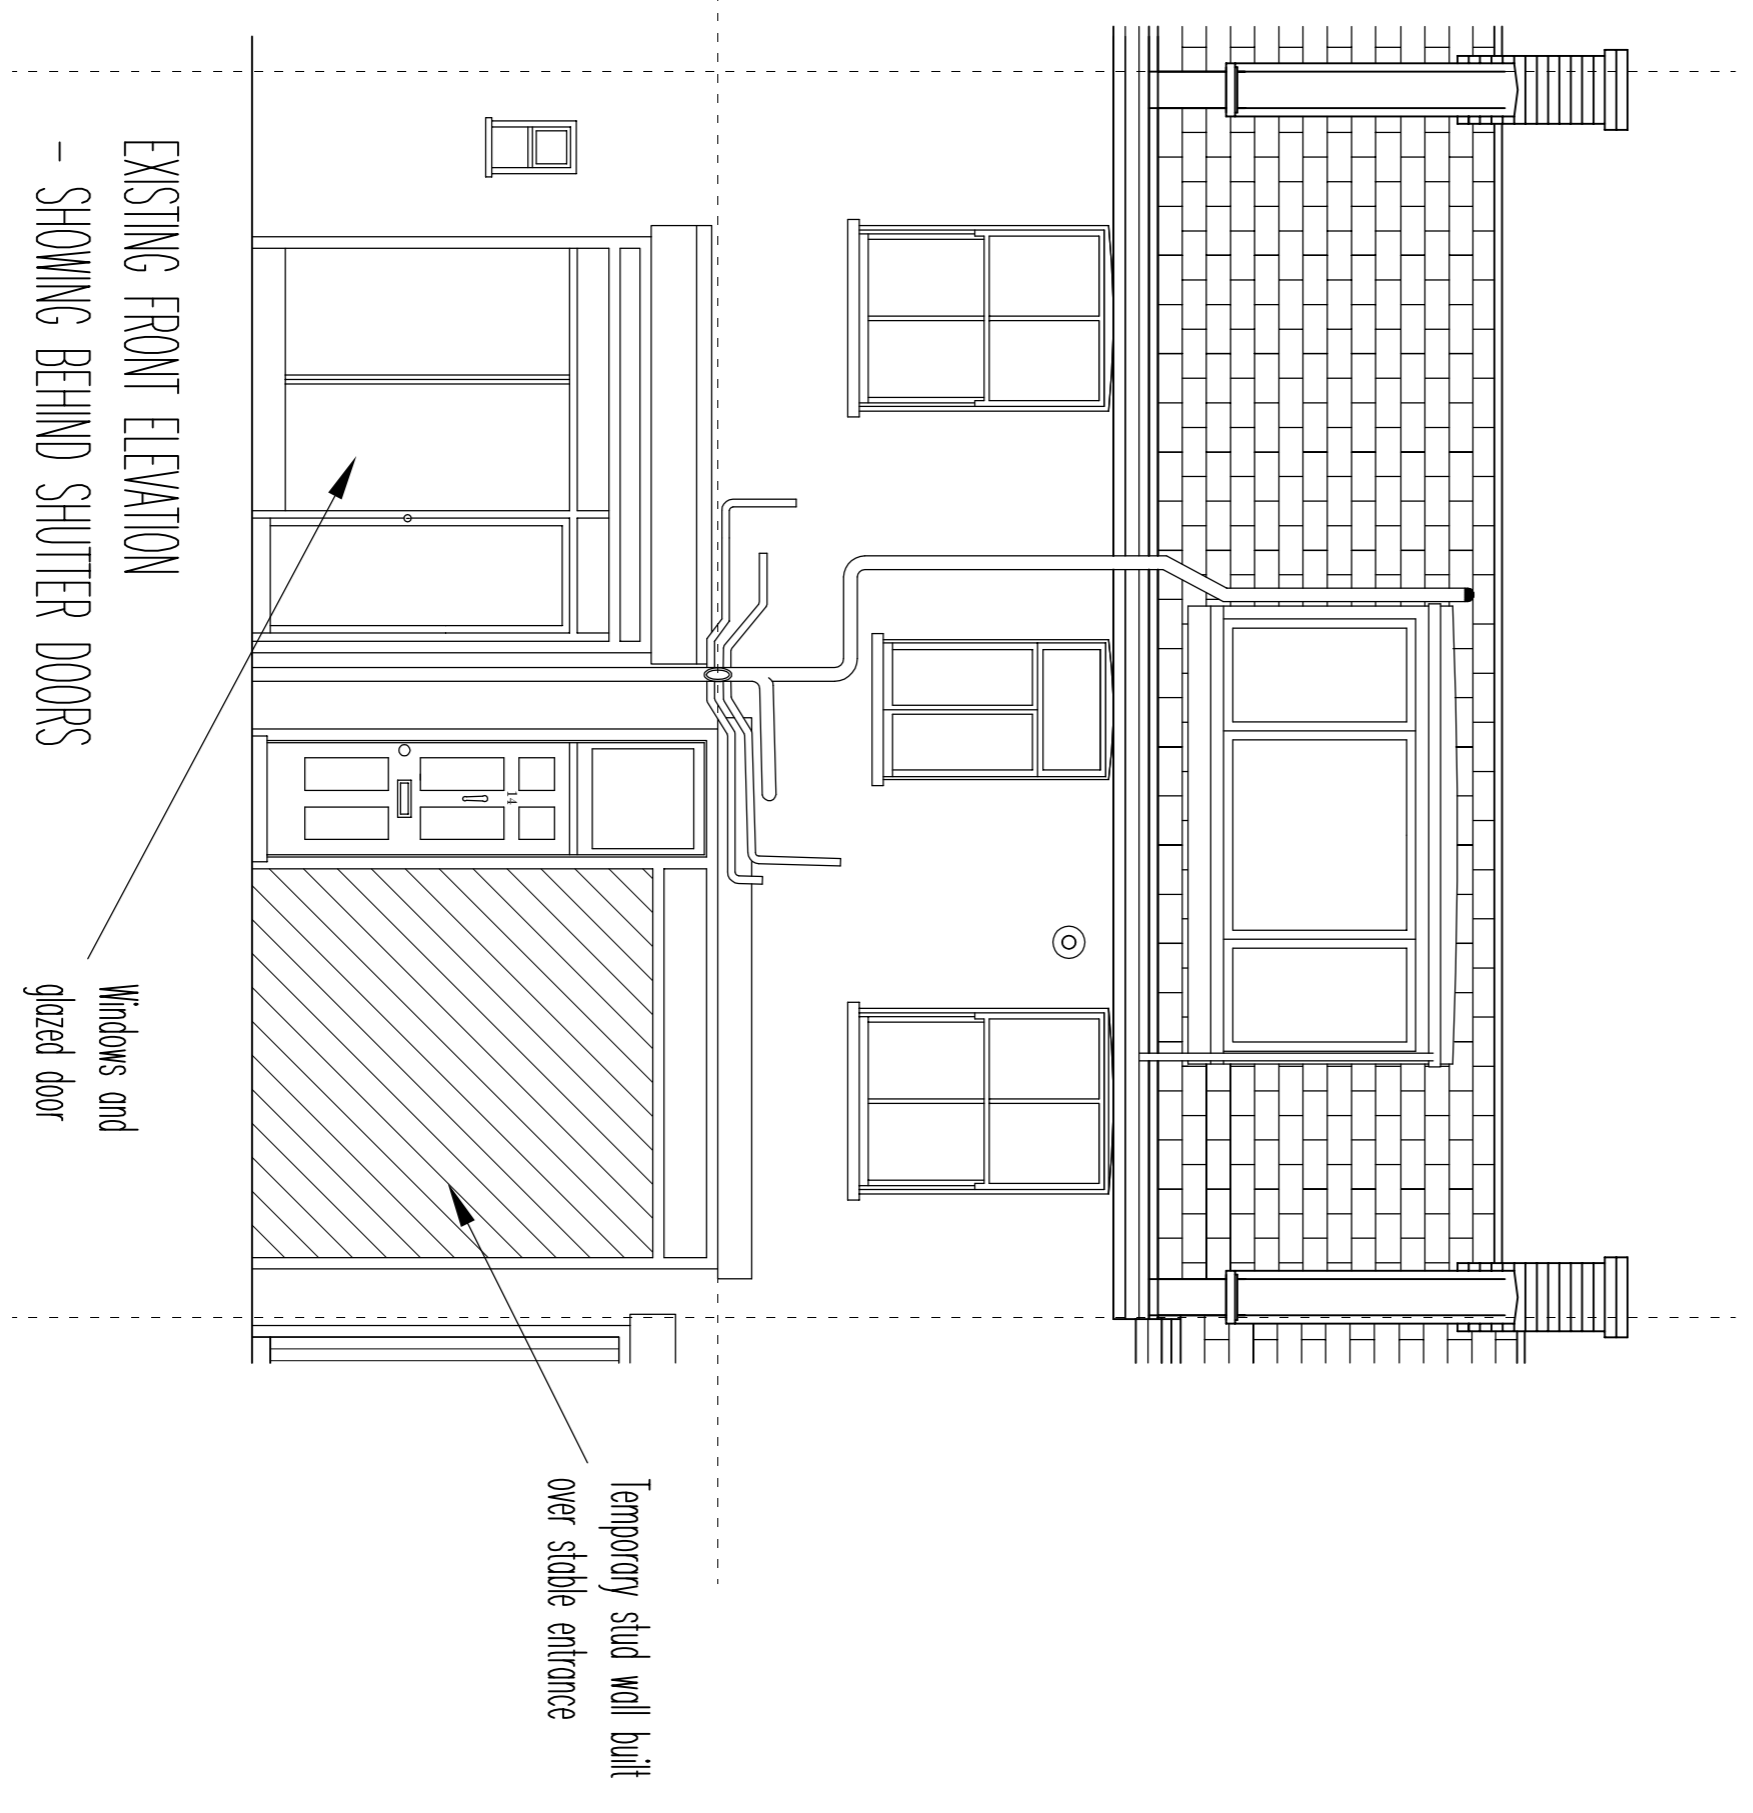 EXISTING FRONT ELEVATION
- SHOWING BEHIND SHUTTER DOORS
Windows and
glazed door
Temporary stud wall built
over stable entrance
14